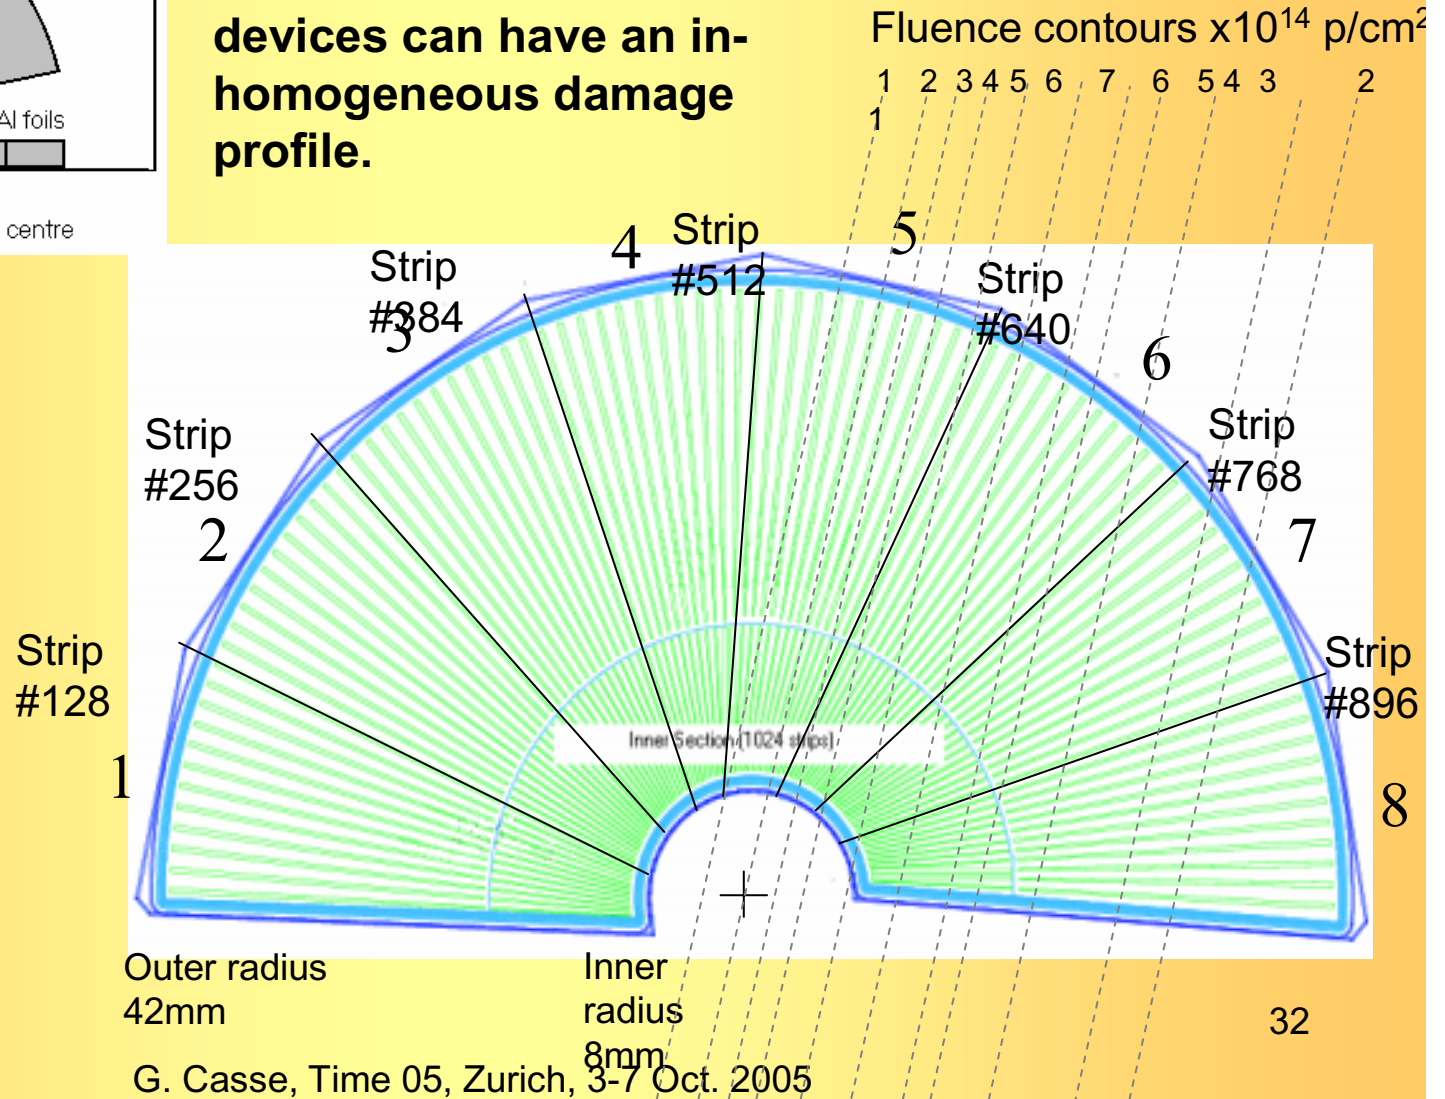 devices can have an in-
homogeneous damage
profile.
Fluence contours x10¹⁴ p/cm²
1 2 3 4 5 6 7 6 5 4 3 2
1
Al foils
centre
4
Strip
#512
5
Strip
#384
3
Strip
#640
6
Strip
#256
2
Strip
#768
7
Strip
#128
1
Strip
#896
8
Inner Section (1024 strips)
Outer radius
42mm
Inner
radius
8mm
32
G. Casse, Time 05, Zurich, 3-7 Oct. 2005